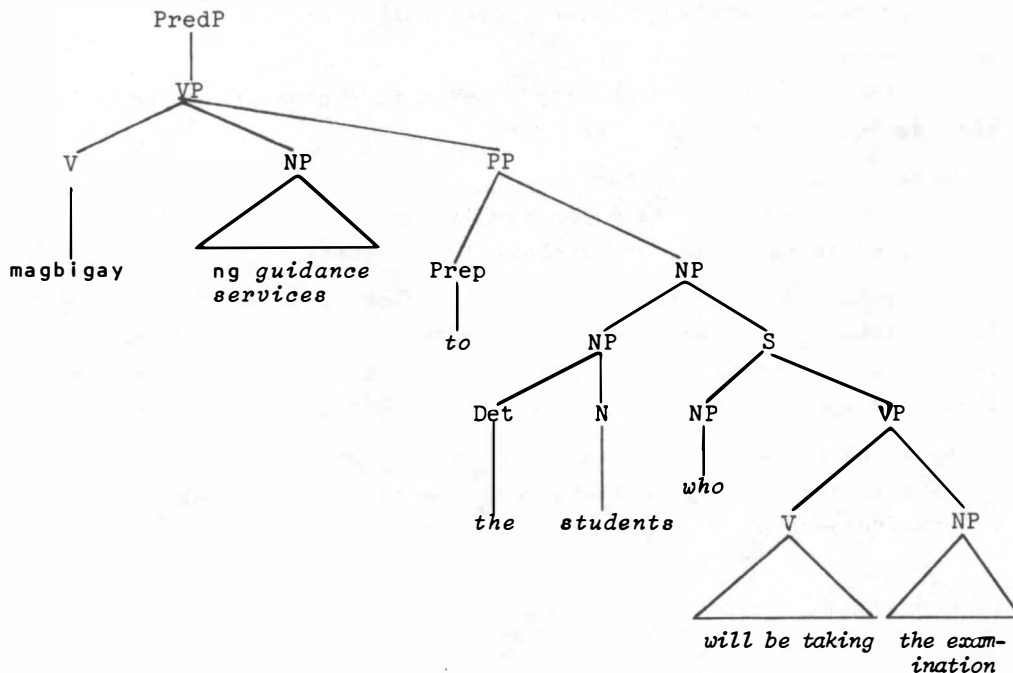 PredP
VP
V NP PP
magbigay ng guidance Prep NP
services
to NP S
Det N NP VP
who
the students V NP
will be taking the exam-
ination